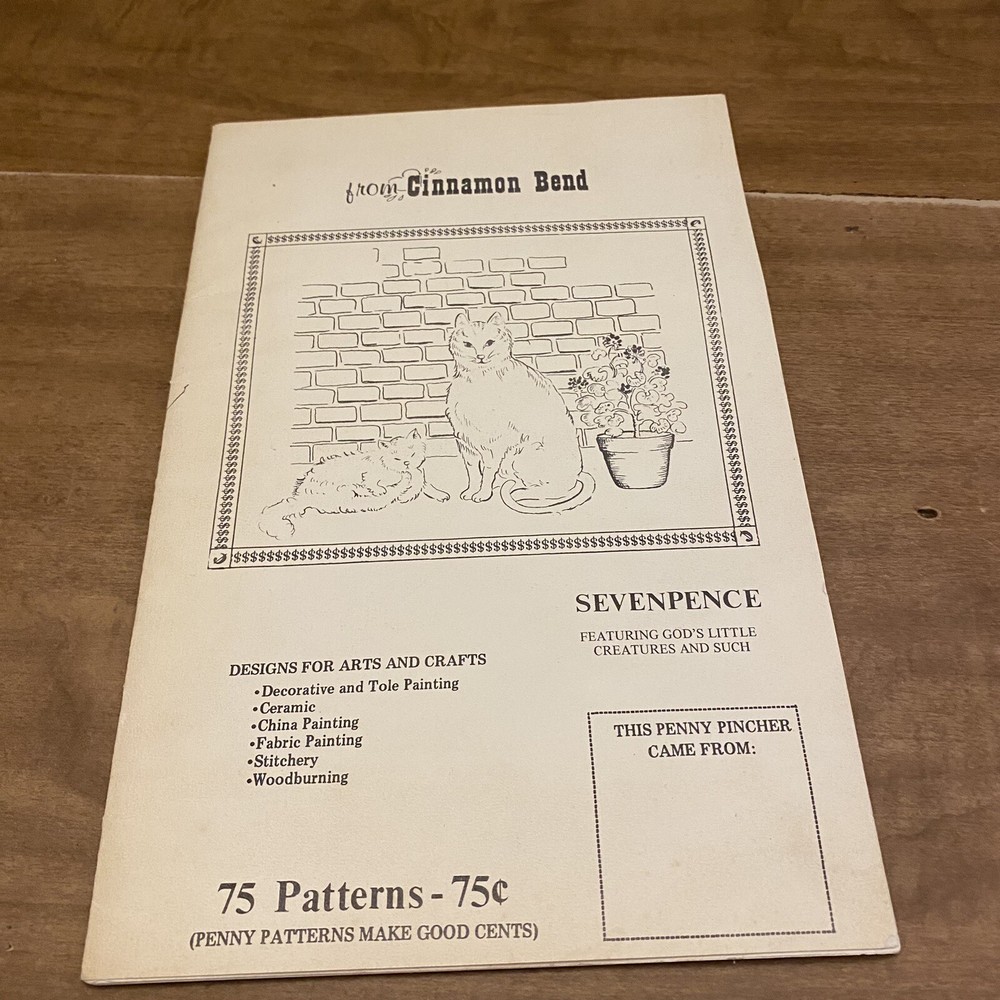 from Cinnamon Bend
SEVENPENCE
FEATURING GOD'S LITTLE
CREATURES AND SUCH
DESIGNS FOR ARTS AND CRAFTS
•Decorative and Tole Painting
•Ceramic
•China Painting
•Fabric Painting
•Stitchery
•Woodburning
THIS PENNY PINCHER
CAME FROM:
75 Patterns - 75¢
(PENNY PATTERNS MAKE GOOD CENTS)